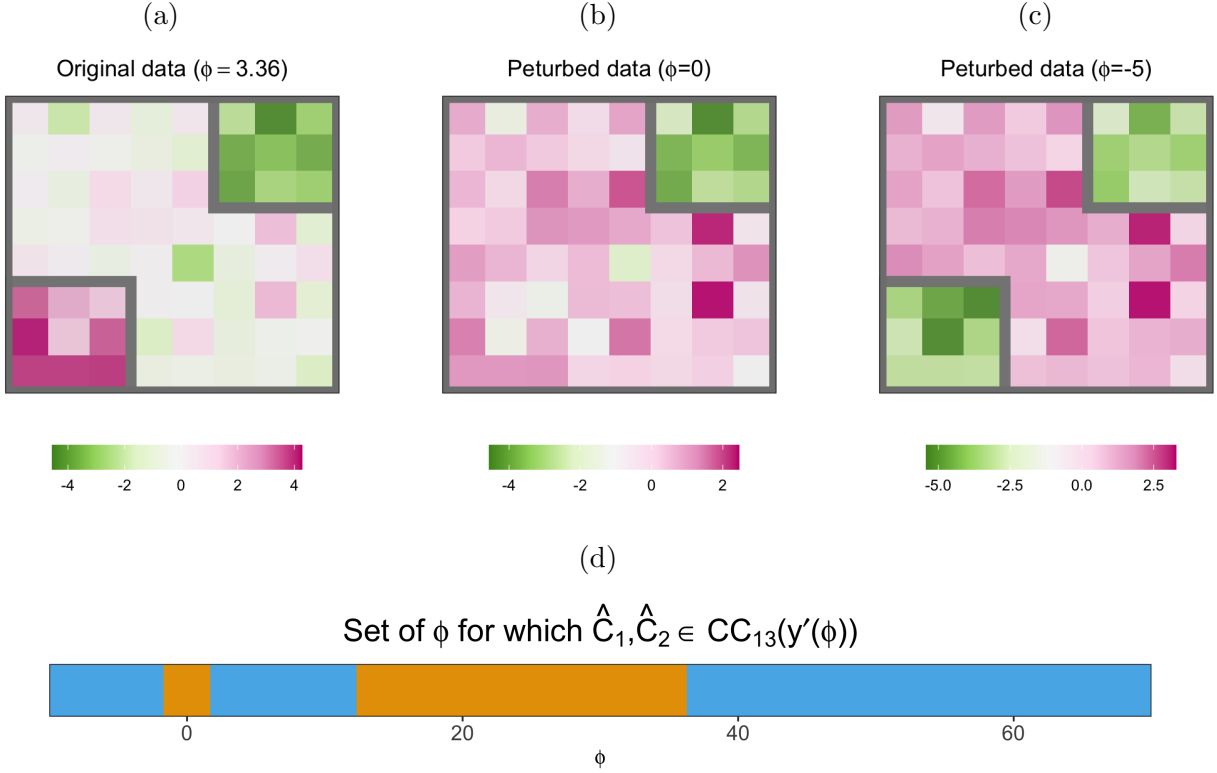 (a)
(b)
(c)
Original data (ϕ = 3.36)
Peturbed data (ϕ=0)
Peturbed data (ϕ=-5)
-4 -2 0 2 4
-4 -2 0 2
-5.0 -2.5 0.0 2.5
(d)
Set of ϕ for which Ĉ₁,Ĉ₂ ∈ CC₁₃(y′(ϕ))
0 20 40 60
ϕ